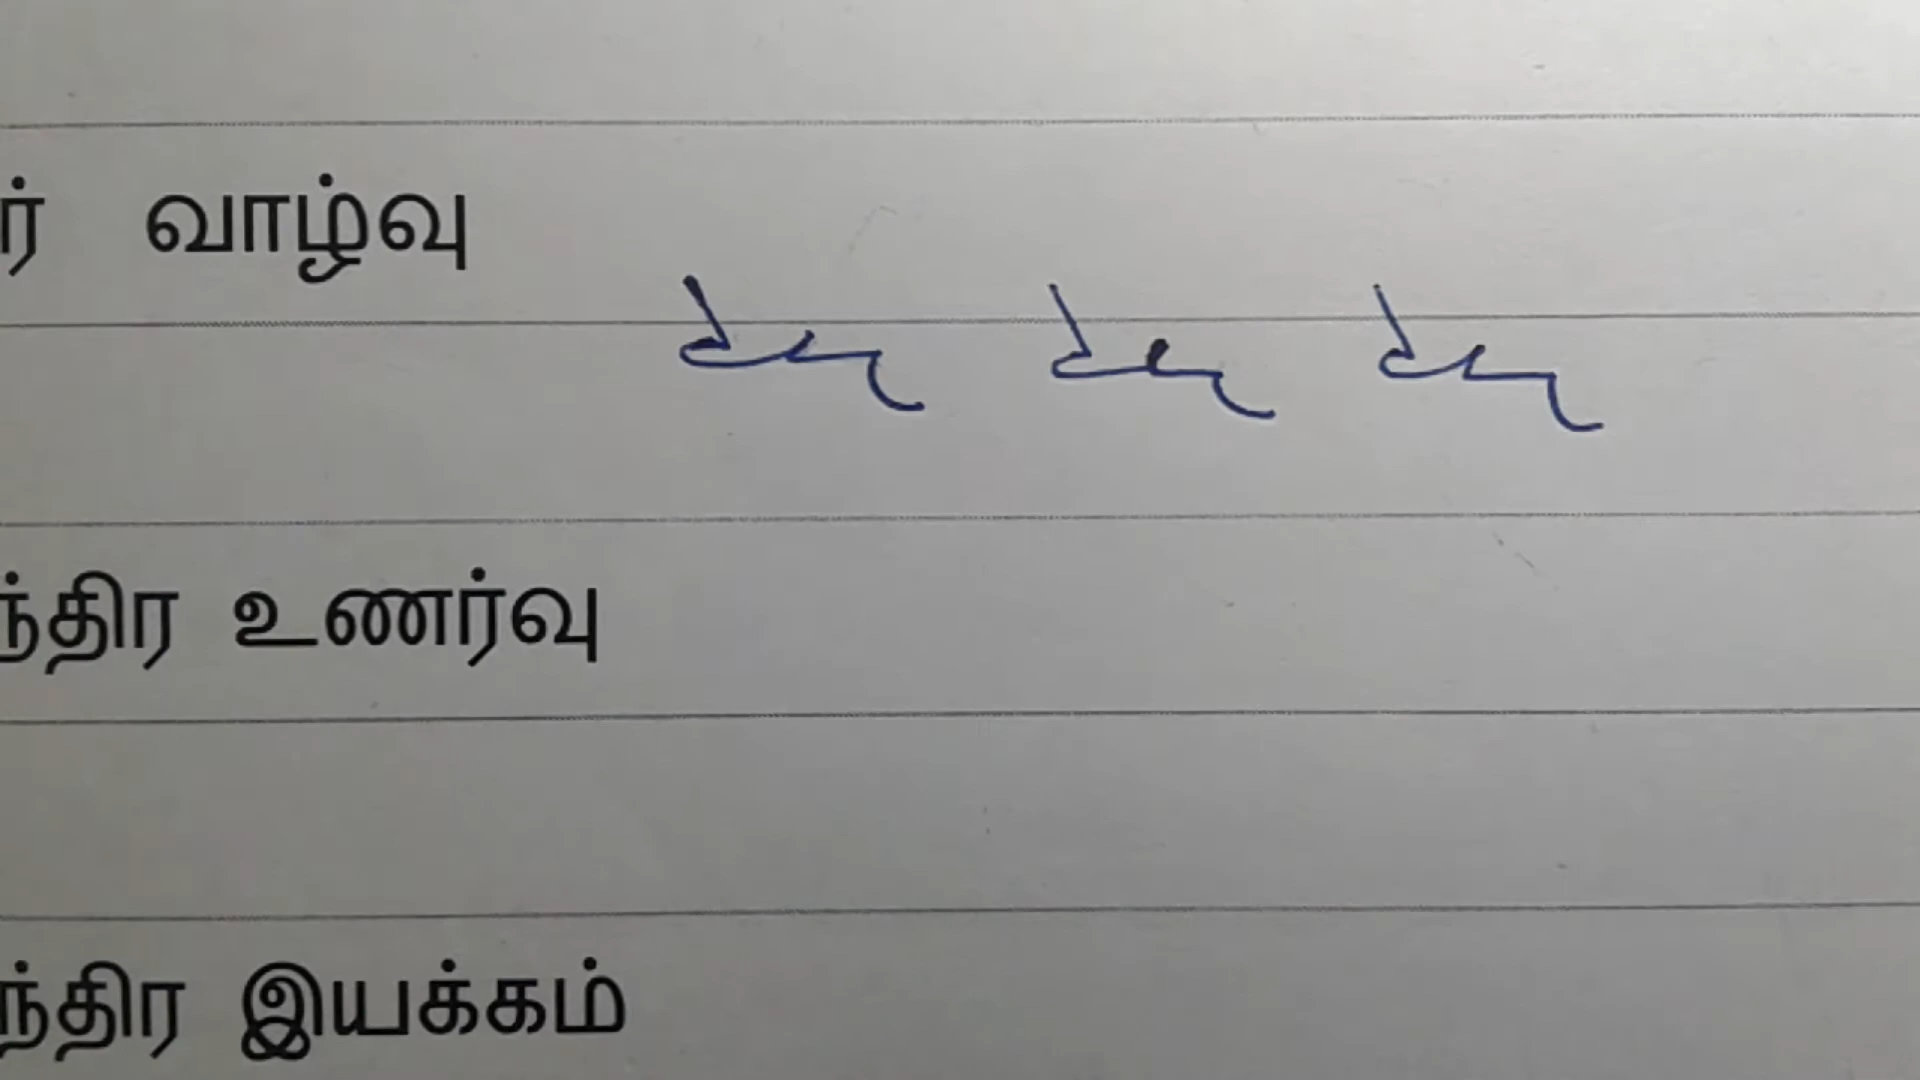 ர் வாழ்வு
ந்திர உணர்வு
ந்திர இயக்கம்